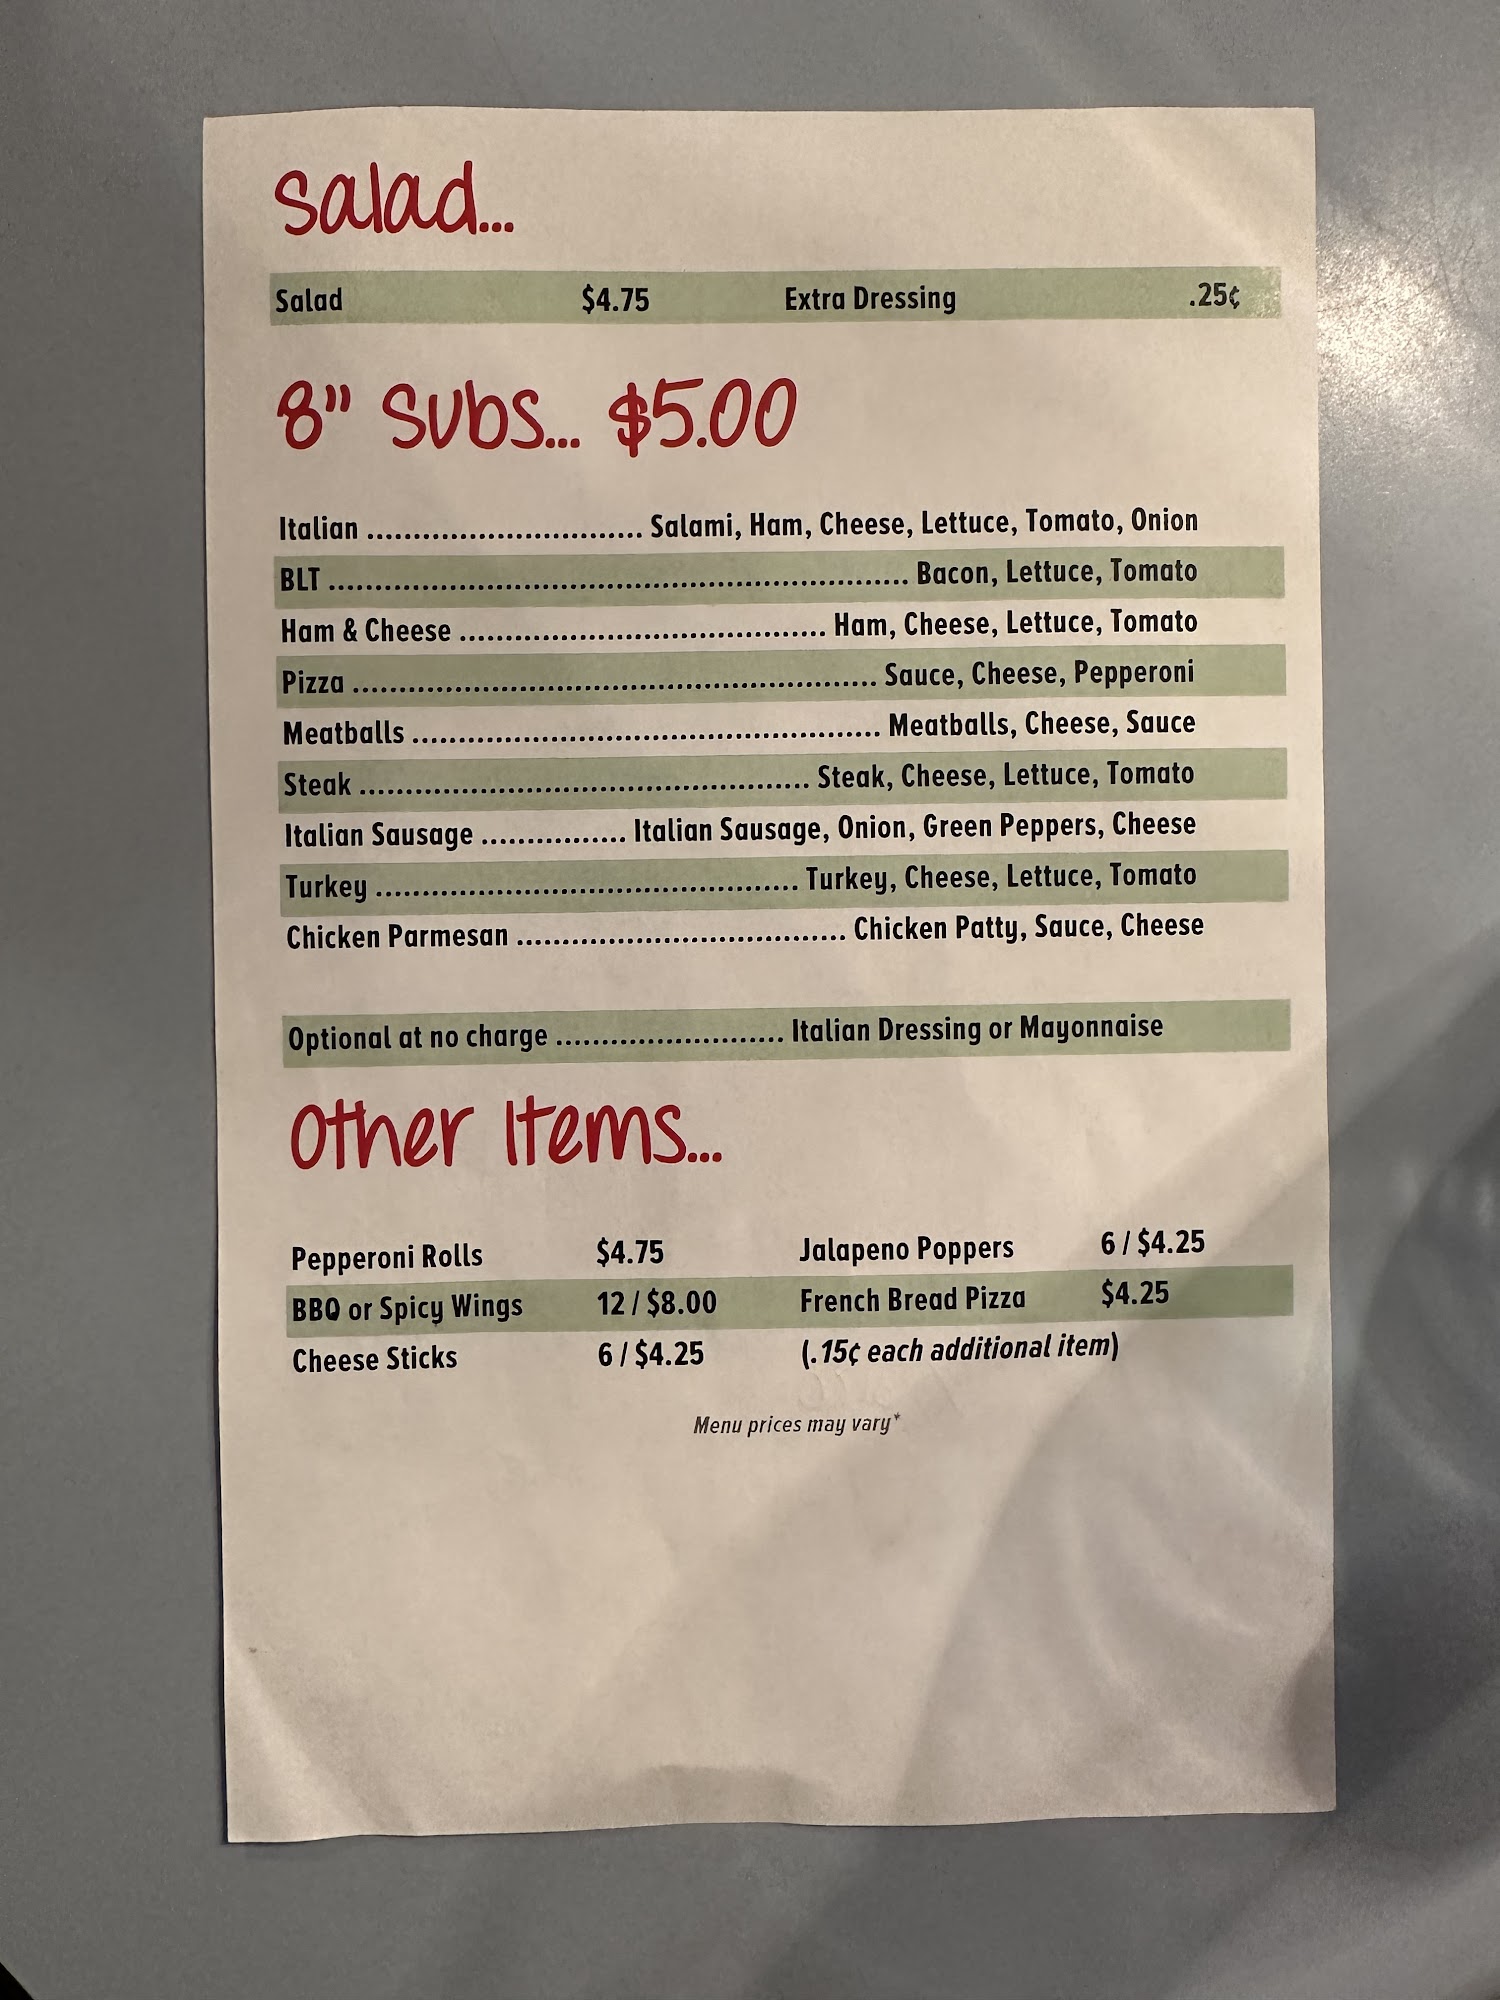 Salad...
Salad $4.75 Extra Dressing .25¢
8" Subs... $5.00
Italian .............................. Salami, Ham, Cheese, Lettuce, Tomato, Onion
BLT ............................................................... Bacon, Lettuce, Tomato
Ham & Cheese ........................................ Ham, Cheese, Lettuce, Tomato
Pizza ......................................................... Sauce, Cheese, Pepperoni
Meatballs ................................................... Meatballs, Cheese, Sauce
Steak ................................................. Steak, Cheese, Lettuce, Tomato
Italian Sausage ................ Italian Sausage, Onion, Green Peppers, Cheese
Turkey .............................................. Turkey, Cheese, Lettuce, Tomato
Chicken Parmesan .................................... Chicken Patty, Sauce, Cheese
Optional at no charge ......................... Italian Dressing or Mayonnaise
Other Items...
Pepperoni Rolls $4.75 Jalapeno Poppers 6 / $4.25
BBQ or Spicy Wings 12 / $8.00 French Bread Pizza $4.25
Cheese Sticks 6 / $4.25 (.15¢ each additional item)
Menu prices may vary*